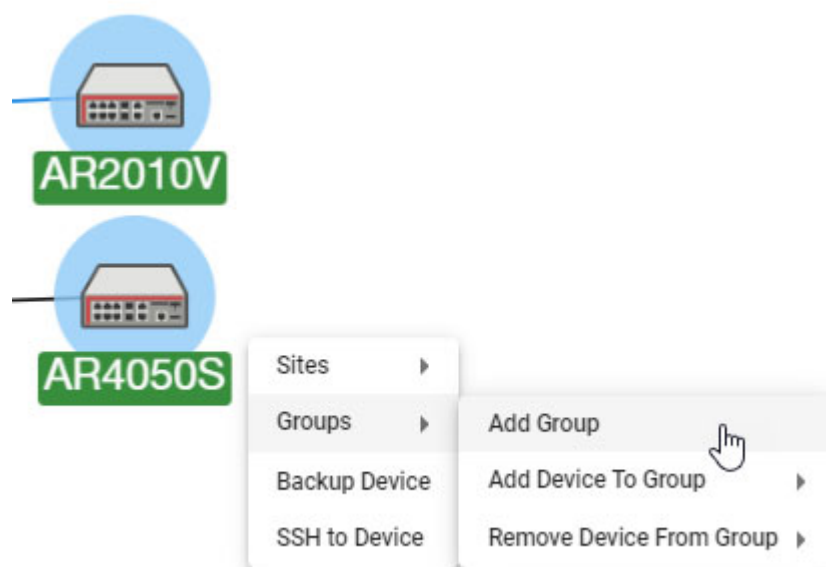 AR2010V
AR4050S
Sites
Groups
Backup Device
SSH to Device
Add Group
Add Device To Group
Remove Device From Group